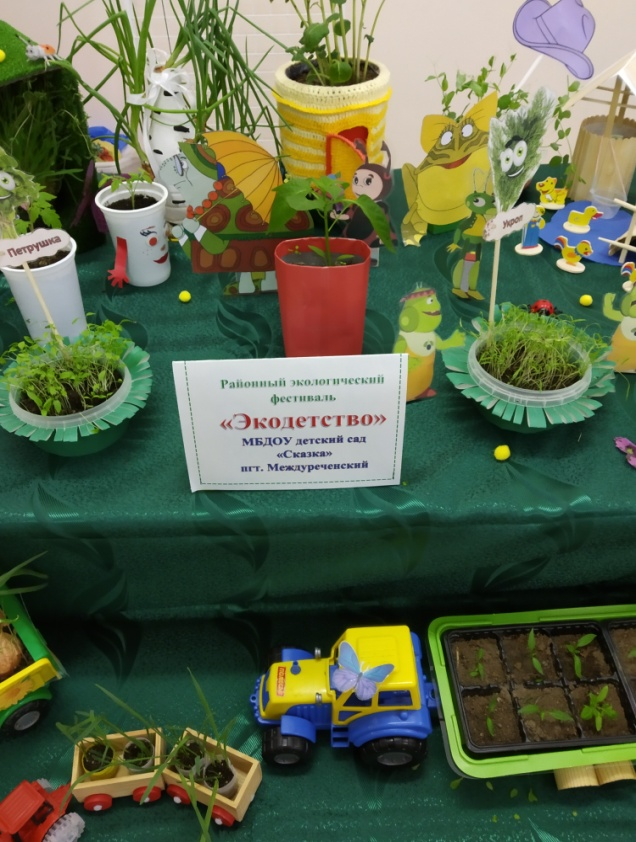 Петрушка
Укроп
Районный экологический
фестиваль
«Экодетство»
МБДОУ детский сад
«Сказка»
пгт. Междуреченский